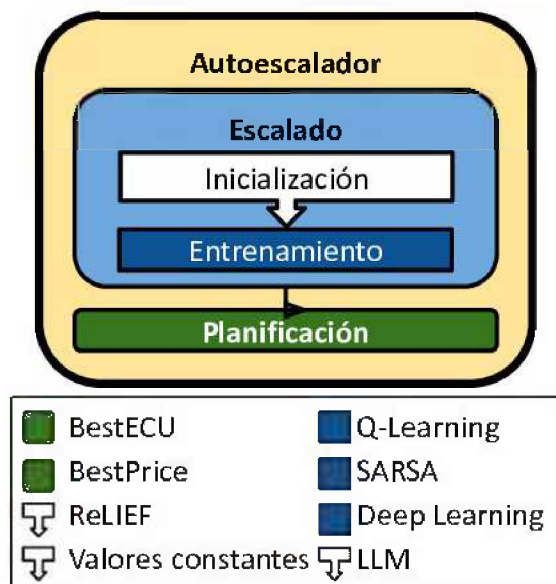 Autoescalador
Escalado
Inicialización
Entrenamiento
Planificación
BestECU
Q-Learning
BestPrice
SARSA
ReLIEF
Deep Learning
Valores constantes
LLM